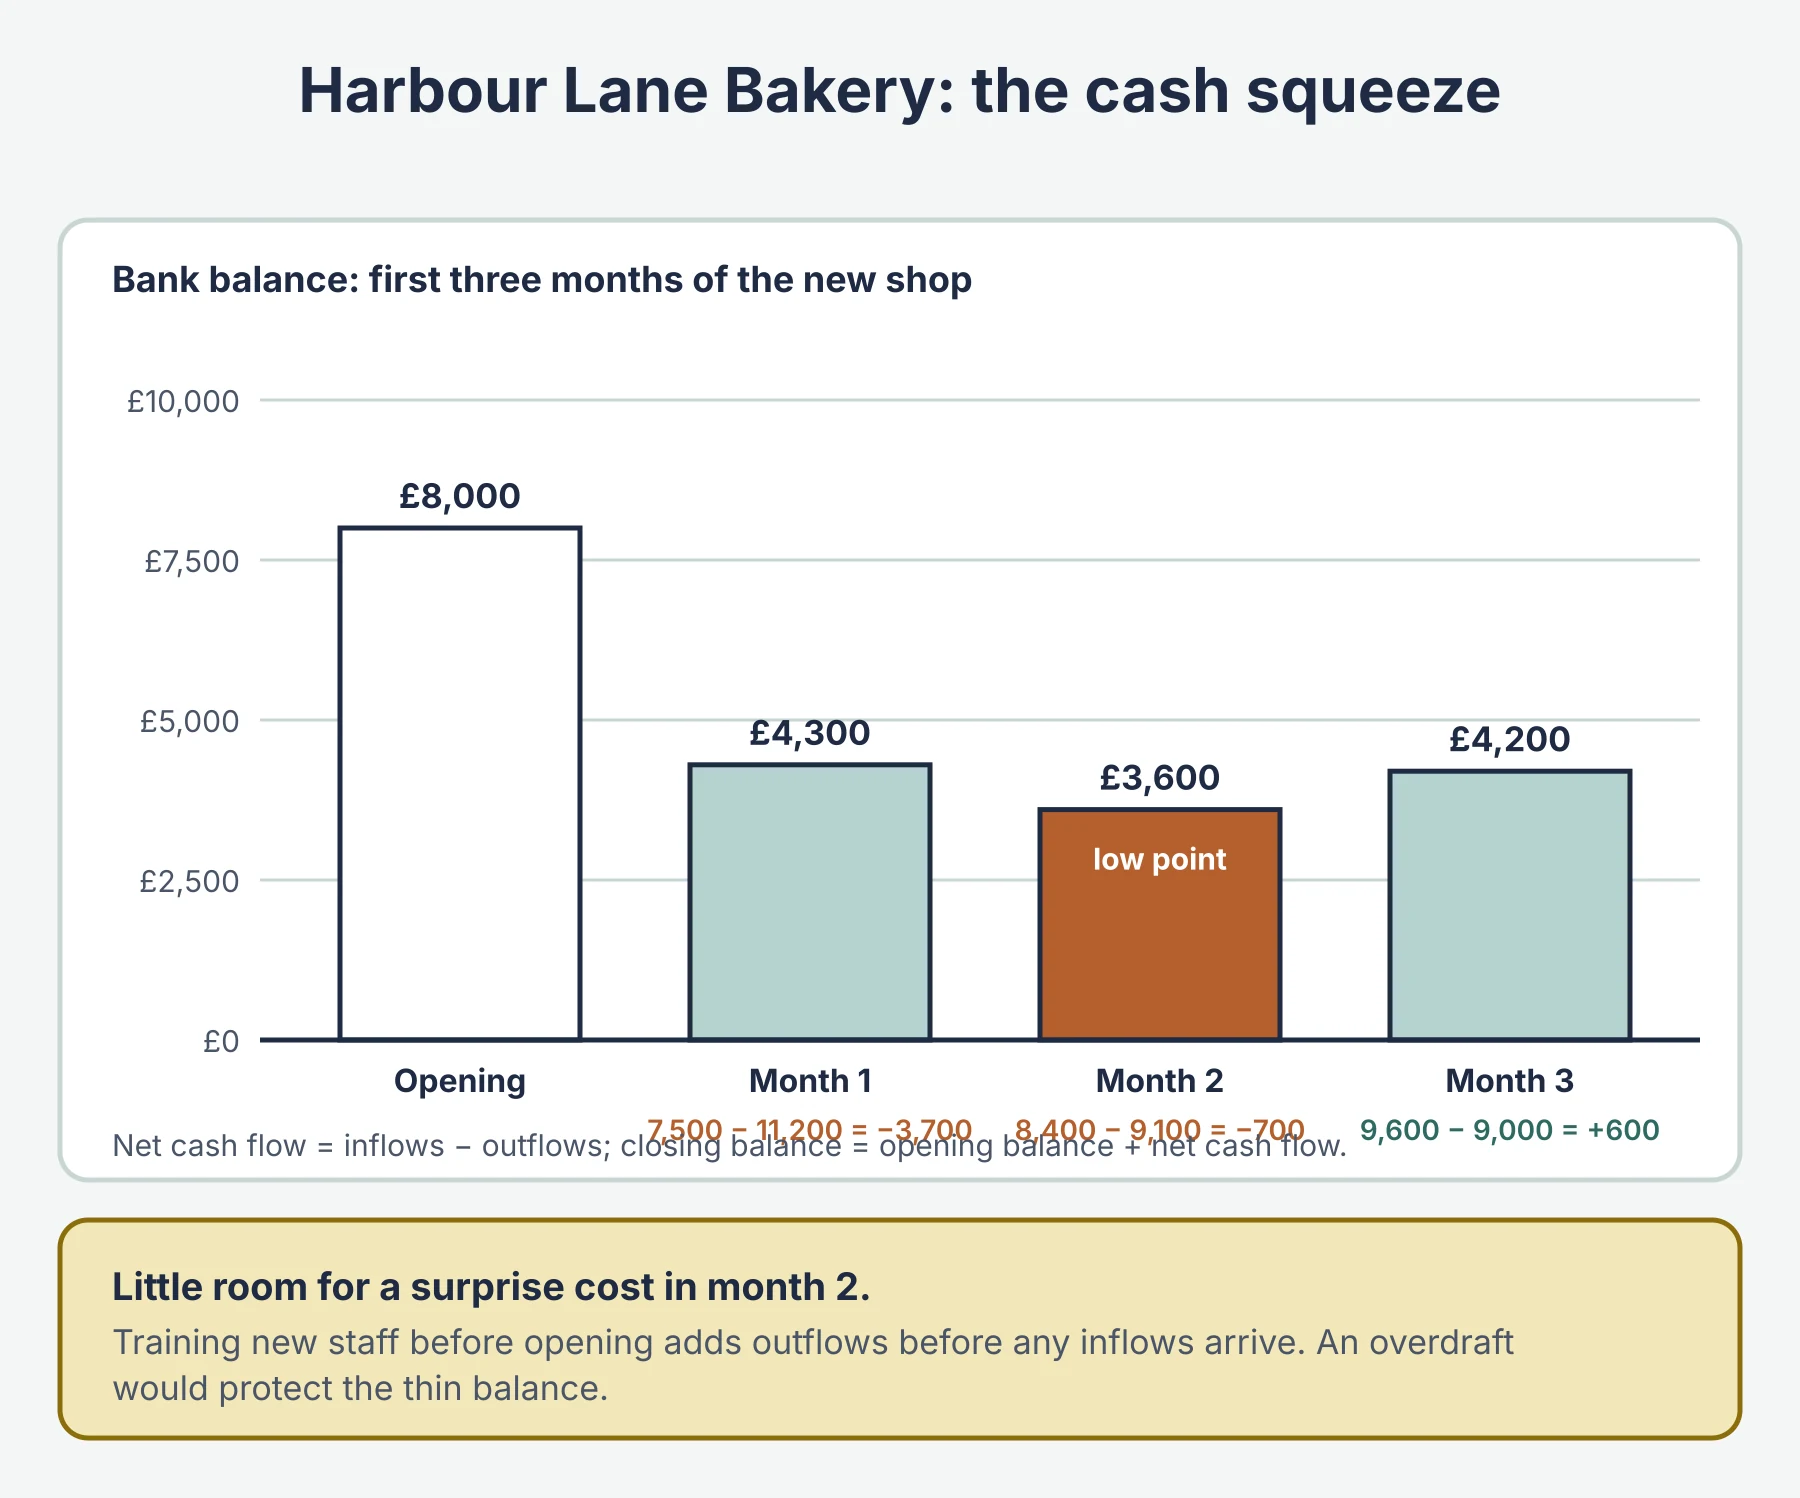 Harbour Lane Bakery: the cash squeeze
Bank balance: first three months of the new shop
£10,000
£7,500
£5,000
£2,500
£0
£8,000
£4,300
£3,600
£4,200
low point
Opening
Month 1
Month 2
Month 3
7,500 − 11,200 = −3,700
8,400 − 9,100 = −700
9,600 − 9,000 = +600
Net cash flow = inflows − outflows; closing balance = opening balance + net cash flow.
Little room for a surprise cost in month 2.
Training new staff before opening adds outflows before any inflows arrive. An overdraft
would protect the thin balance.